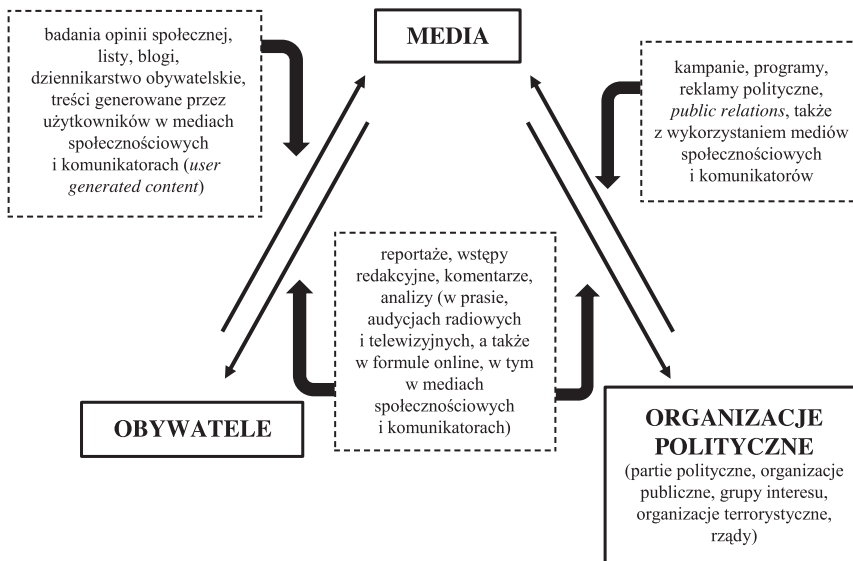 badania opinii społecznej,
listy, blogi,
dziennikarstwo obywatelskie,
treści generowane przez
użytkowników w mediach
społecznościowych
i komunikatorach (user
generated content)
MEDIA
kampanie, programy,
reklamy polityczne,
public relations, także
z wykorzystaniem mediów
społecznościowych
i komunikatorów
reportaże, wstępy
redakcyjne, komentarze,
analizy (w prasie,
audycjach radiowych
i telewizyjnych, a także
w formule online, w tym
w mediach
społecznościowych
i komunikatorach)
OBYWATELE
ORGANIZACJE
POLITYCZNE
(partie polityczne, organizacje
publiczne, grupy interesu,
organizacje terrorystyczne,
rządy)